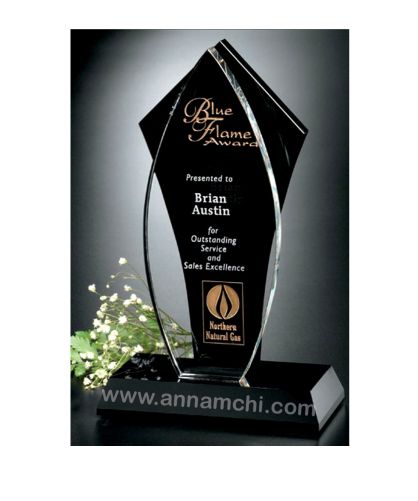 Blue
Flame
Award
Presented to
Brian
Austin
for
Outstanding
Service
and
Sales Excellence
Northern
Natural Gas
www.annamchi.com